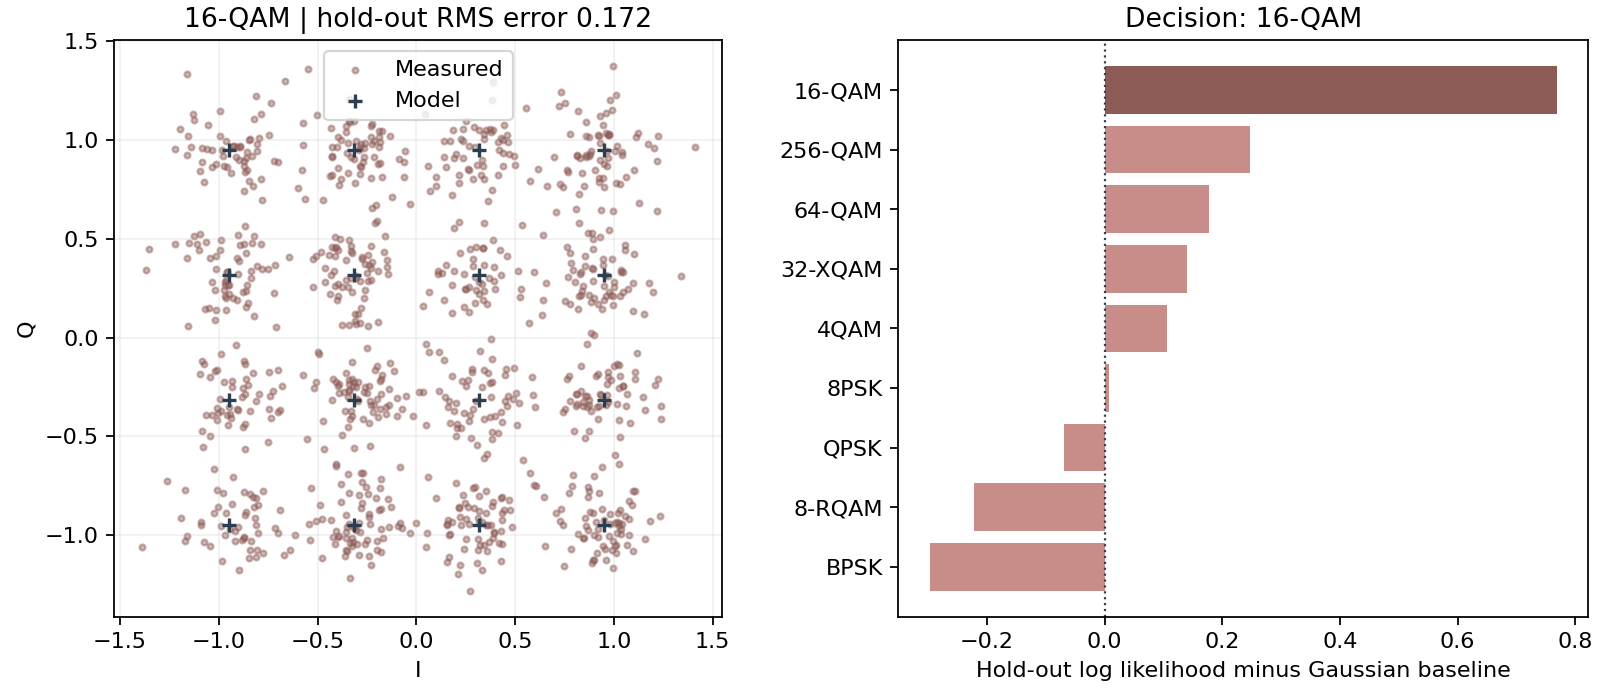 16-QAM | hold-out RMS error 0.172
Measured
Model
1.5
1.0
0.5
0.0
−0.5
−1.0
Q
−1.5
−1.0
−0.5
0.0
0.5
1.0
1.5
I
Decision: 16-QAM
16-QAM
256-QAM
64-QAM
32-XQAM
4QAM
8PSK
QPSK
8-RQAM
BPSK
−0.2
0.0
0.2
0.4
0.6
0.8
Hold-out log likelihood minus Gaussian baseline